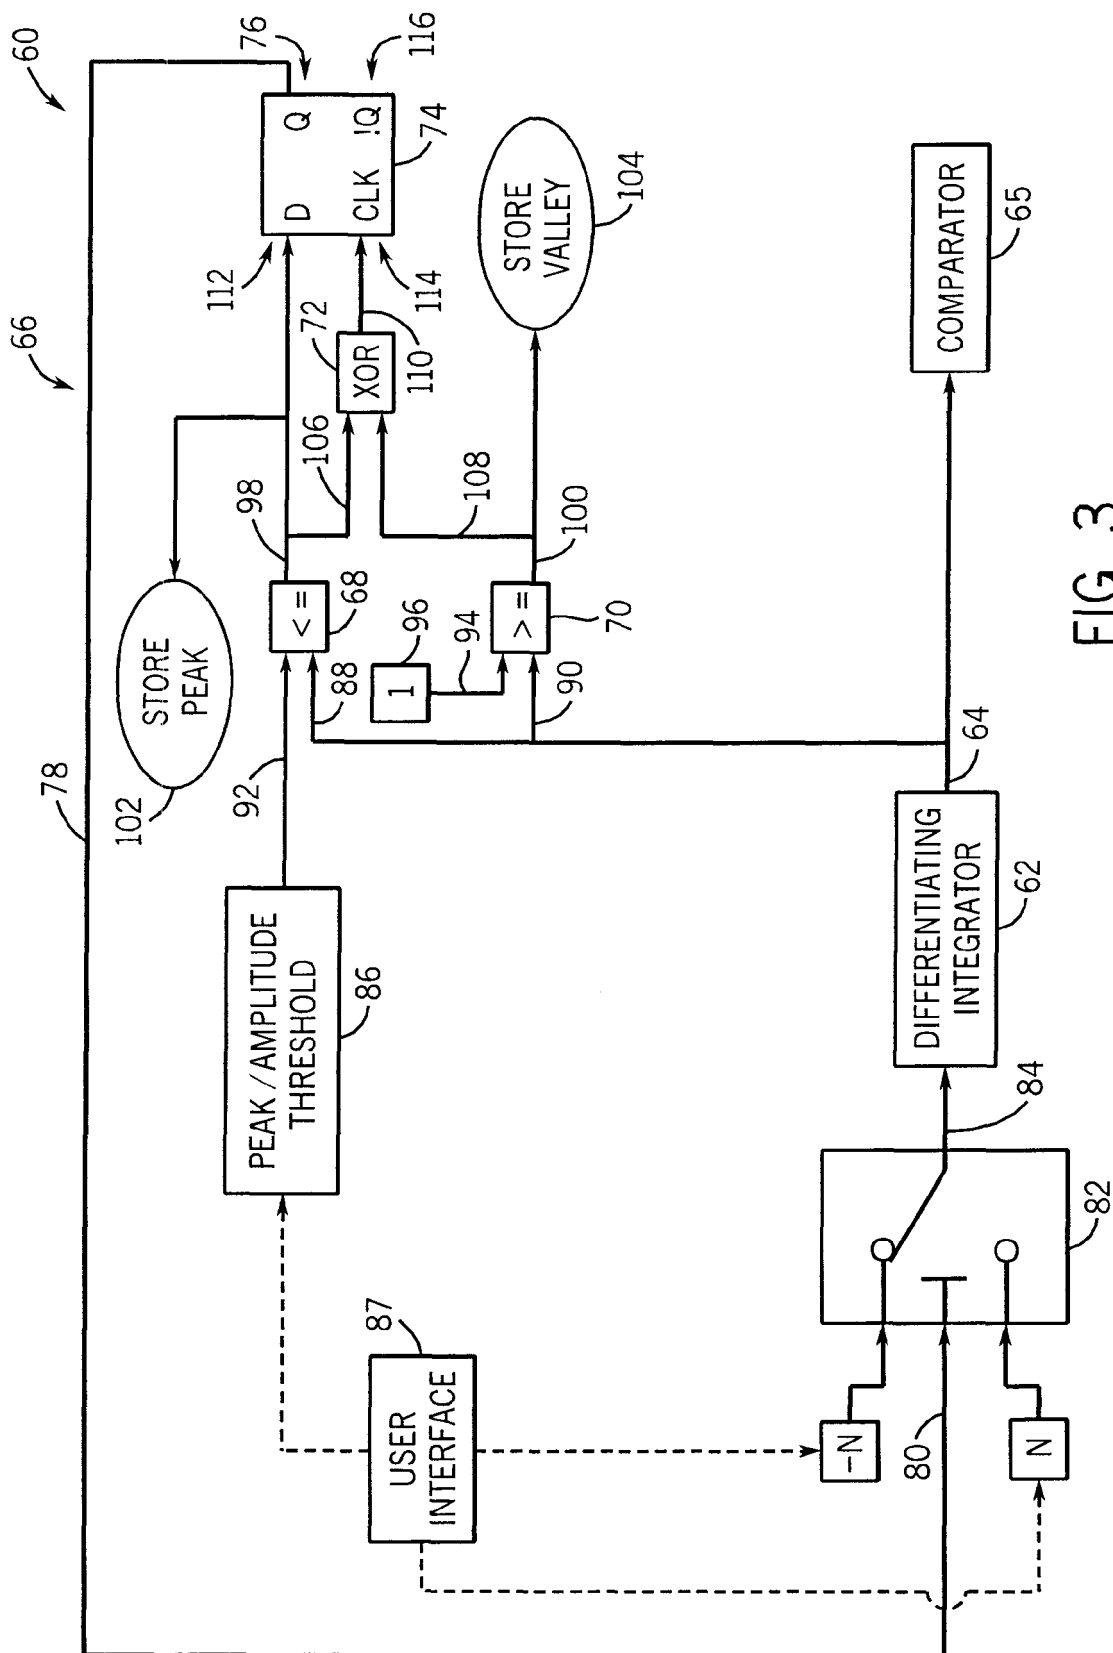 60
66
78
76
116
D Q
CLK !Q
74
112
114
72
XOR
110
106
108
98
STORE
PEAK
102
92
<=
68
88
1
96
94
>=
70
90
100
STORE
VALLEY
104
PEAK/AMPLITUDE
THRESHOLD
86
USER
INTERFACE
87
-N
80
N
82
84
DIFFERENTIATING
INTEGRATOR
62
64
COMPARATOR
65
FIG. 3